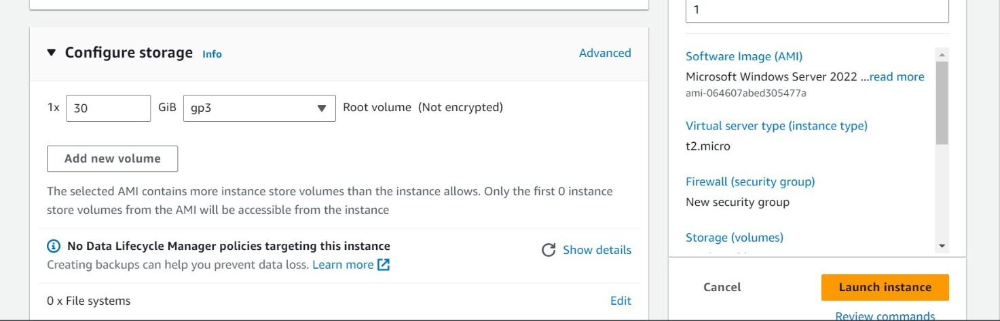 Configure storage Info Advanced
1x 30 GiB gp3 Root volume (Not encrypted)
Add new volume
The selected AMI contains more instance store volumes than the instance allows. Only the first 0 instance
store volumes from the AMI will be accessible from the instance
No Data Lifecycle Manager policies targeting this instance
Creating backups can help you prevent data loss. Learn more
Show details
0 x File systems Edit
1
Software Image (AMI)
Microsoft Windows Server 2022 ...read more
ami-064607abed305477a
Virtual server type (instance type)
t2.micro
Firewall (security group)
New security group
Storage (volumes)
Cancel Launch instance
Review commands